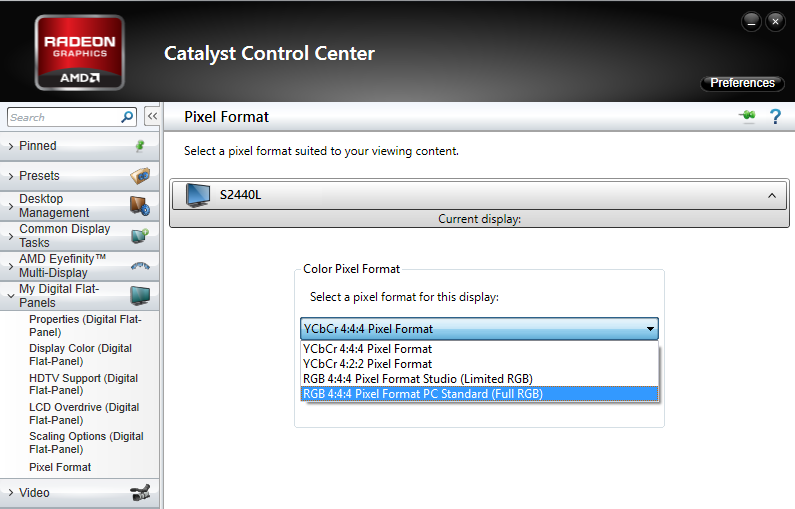 RADEON
GRAPHICS
AMD
Catalyst Control Center
Preferences
Search
Pinned
Presets
Desktop
Management
Common Display
Tasks
AMD Eyefinity™
Multi-Display
My Digital Flat-
Panels
Properties (Digital Flat-
Panel)
Display Color (Digital
Flat-Panel)
HDTV Support (Digital
Flat-Panel)
LCD Overdrive (Digital
Flat-Panel)
Scaling Options (Digital
Flat-Panel)
Pixel Format
Video
Pixel Format
?
Select a pixel format suited to your viewing content.
S2440L
Current display:
Color Pixel Format
Select a pixel format for this display:
YCbCr 4:4:4 Pixel Format
YCbCr 4:4:4 Pixel Format
YCbCr 4:2:2 Pixel Format
RGB 4:4:4 Pixel Format Studio (Limited RGB)
RGB 4:4:4 Pixel Format PC Standard (Full RGB)